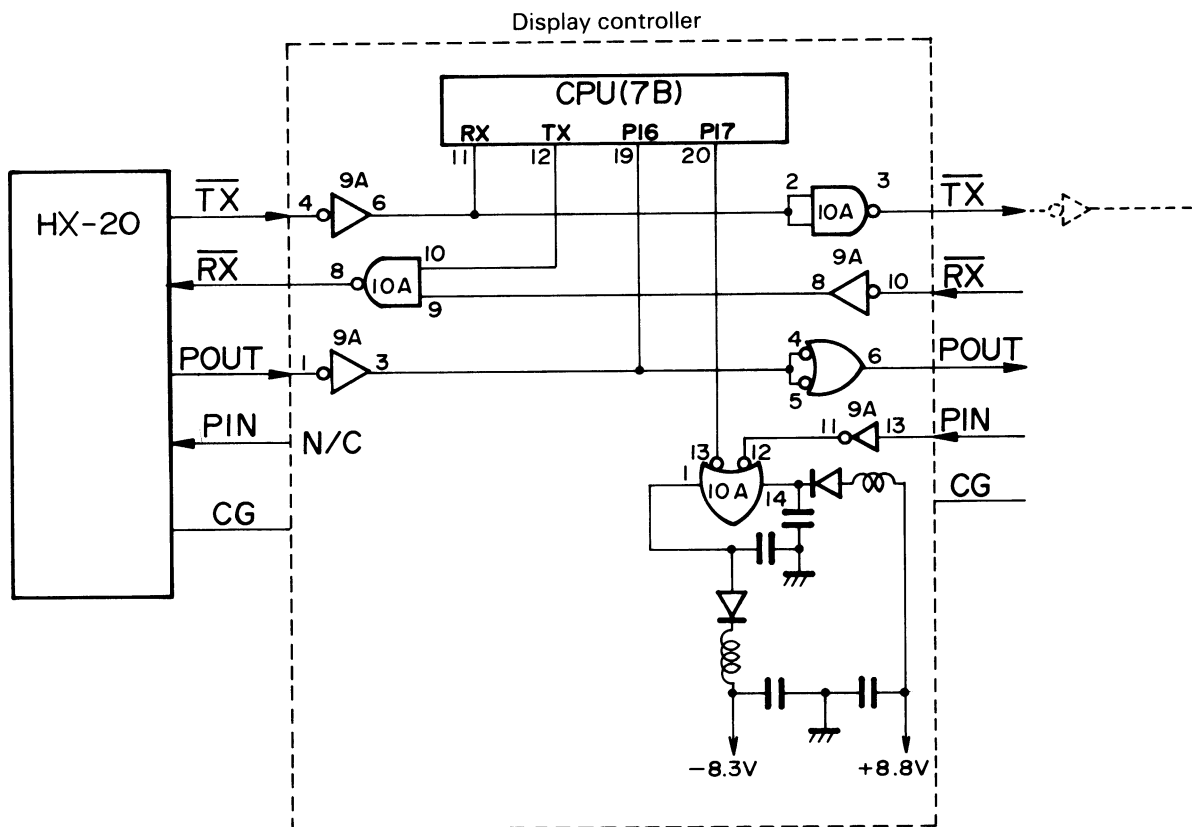 Display controller
CPU(7B)
RX TX P16 P17
11 12 19 20
HX-20
TX 4 9A 6 2 10A 3 TX
RX 8 10A 10 9 8 9A 10 RX
POUT 1 9A 3 4 5 6 POUT
PIN N/C 11 9A 13 PIN
13 12
1 10A 14
CG CG
-8.3V +8.8V